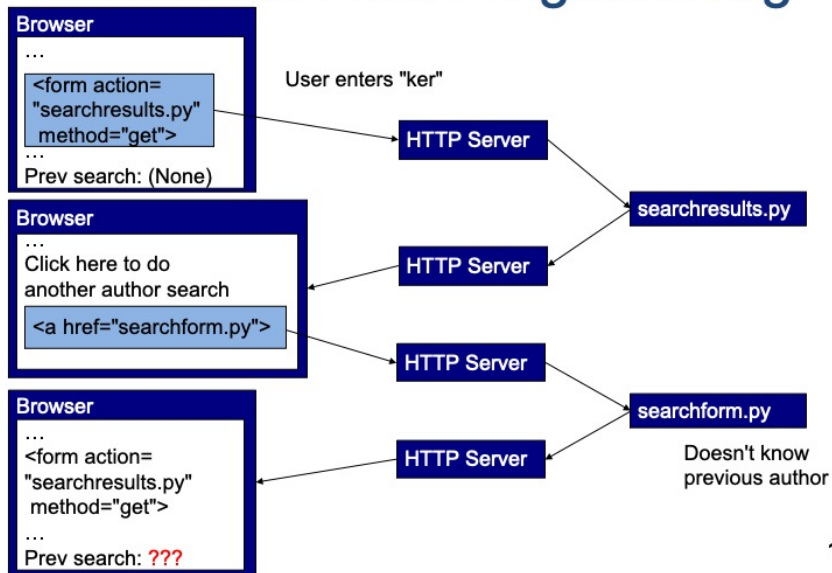 Browser
...
<form action=
"searchresults.py"
method="get">
...
Prev search: (None)
User enters "ker"
HTTP Server
searchresults.py
HTTP Server
Browser
...
Click here to do
another author search
<a href="searchform.py">
HTTP Server
searchform.py
Doesn't know
previous author
HTTP Server
Browser
...
<form action=
"searchresults.py"
method="get">
...
Prev search: ???